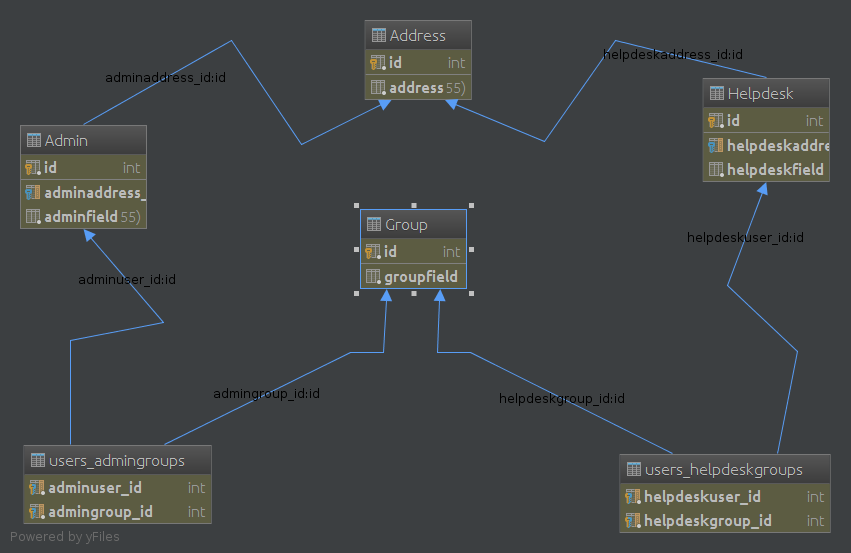 Address
id int
address 55)
adminaddress_id:id
helpdeskaddress_id:id
Helpdesk
id int
helpdeskaddre
helpdeskfield
Admin
id int
adminaddress_
adminfield 55)
Group
id int
groupfield
helpdeskuser_id:id
adminuser_id:id
admingroup_id:id
helpdeskgroup_id:id
users_admingroups
adminuser_id int
admingroup_id int
users_helpdeskgroups
helpdeskuser_id int
helpdeskgroup_id int
Powered by yFiles